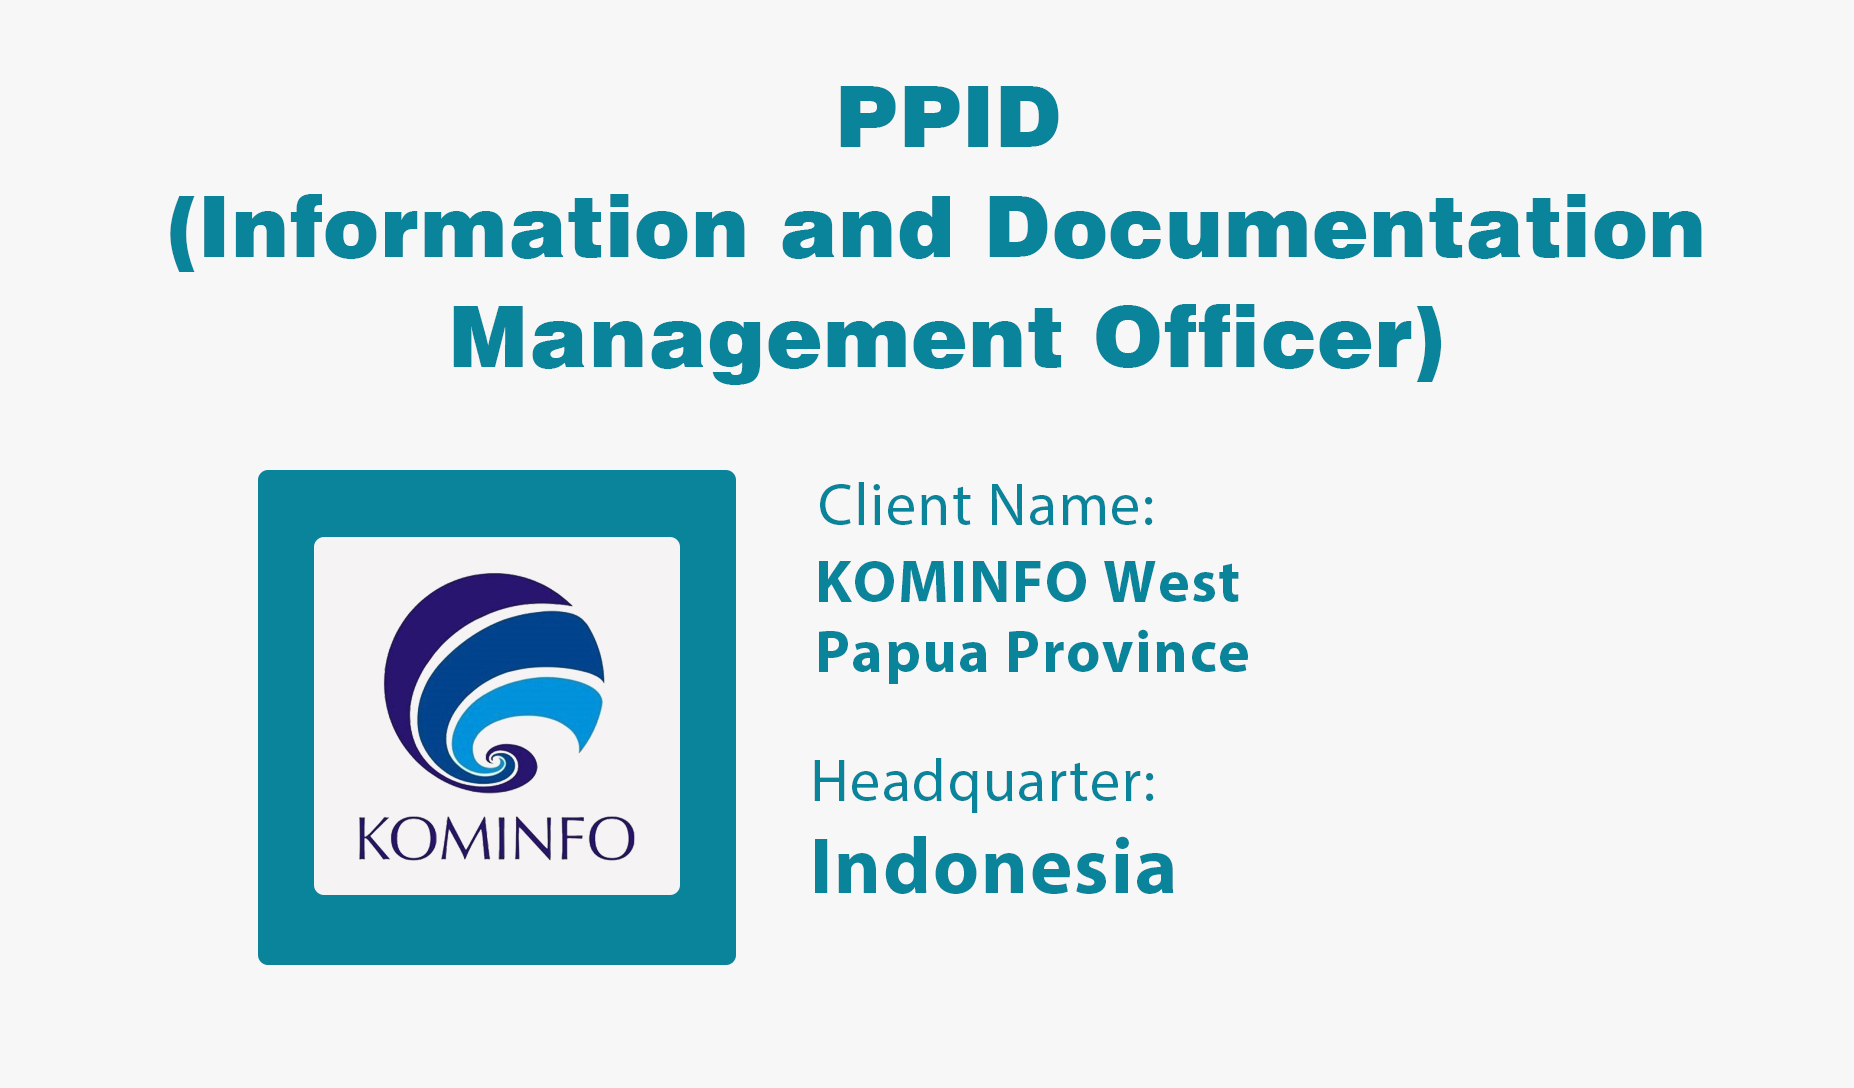 PPID
(Information and Documentation
Management Officer)
KOMINFO
Client Name:
KOMINFO West
Papua Province
Headquarter:
Indonesia